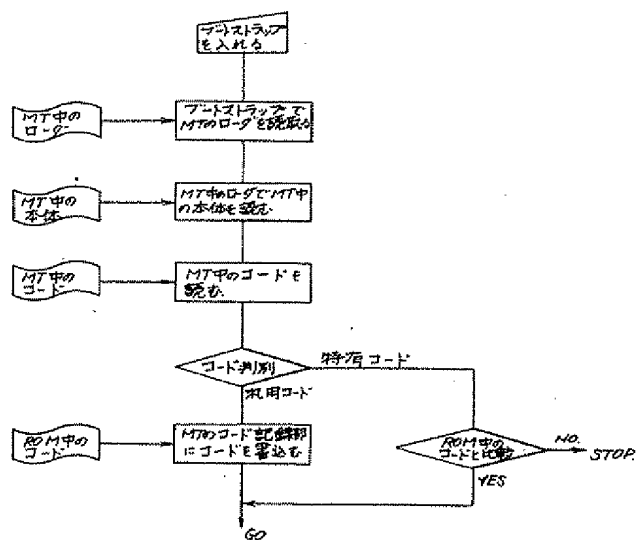 ブートストラップ
を入れる
MT中の
ローダ
ブートストラップで
MTのローダを読取る
MT中の
本体
MT中のローダでMT中
の本体を読む
MT中の
コード
MT中のコードを
読む
コード判別
特有コード
汎用コード
ROM中の
コード
MTのコード記録部
にコードを書込む
ROM中の
コードと比較
NO.
STOP.
YES
GO